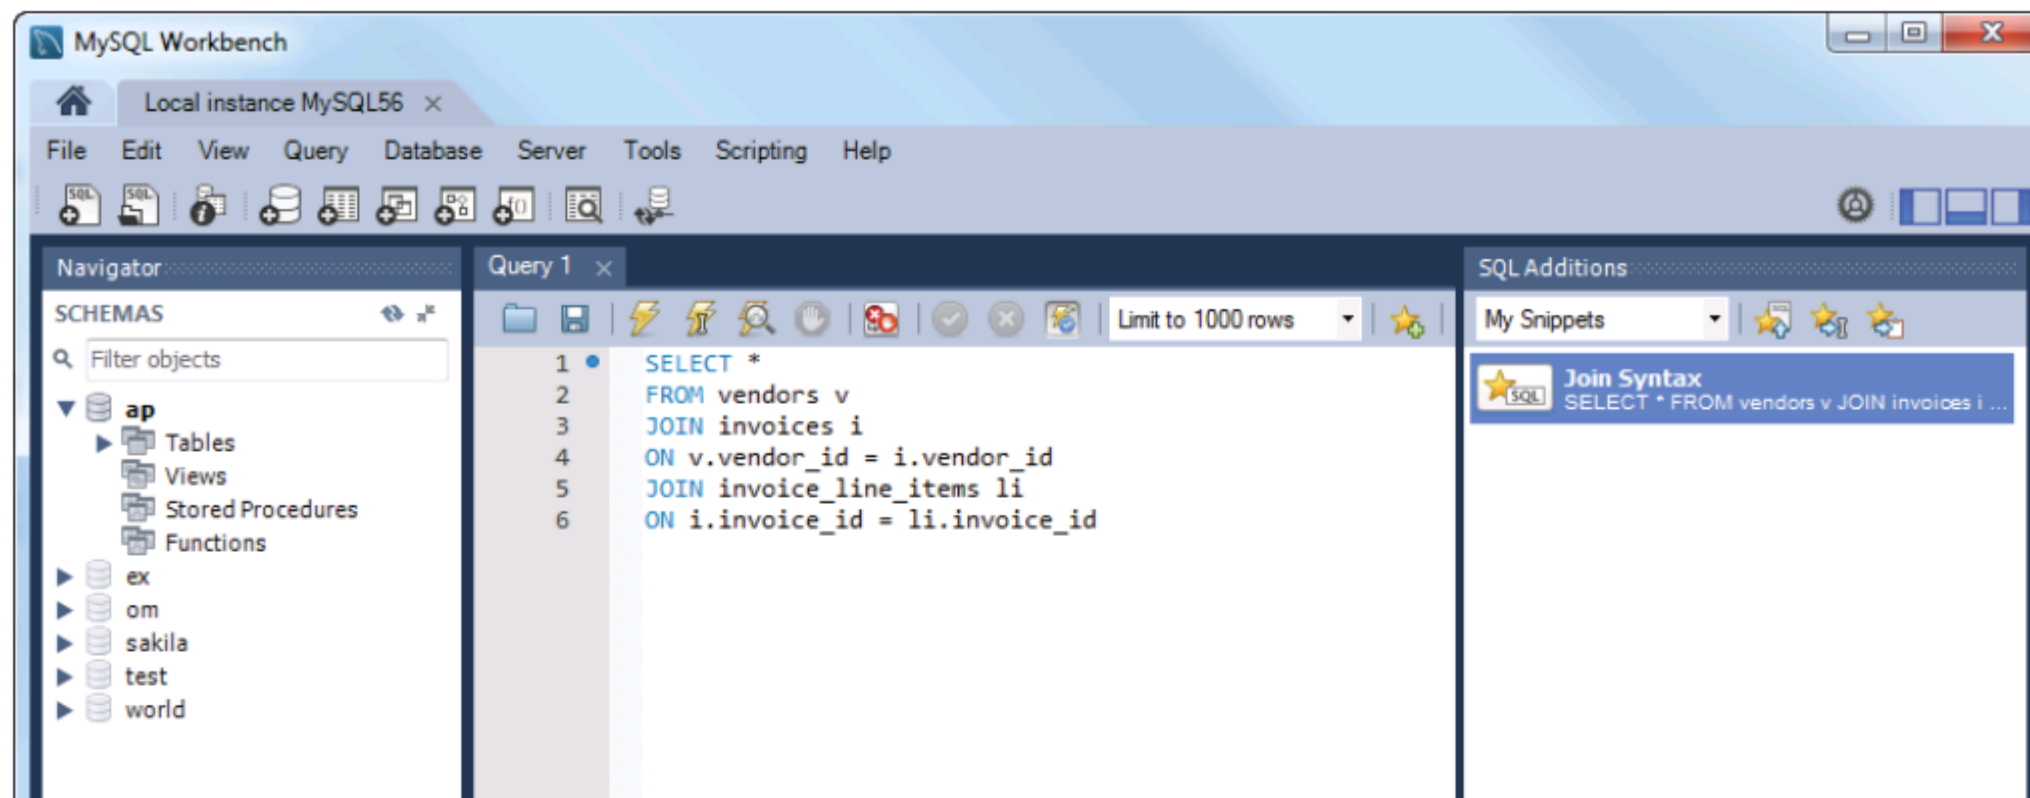 MySQL Workbench
Local instance MySQL56
File Edit View Query Database Server Tools Scripting Help
Navigator
SCHEMAS
Filter objects
ap
Tables
Views
Stored Procedures
Functions
ex
om
sakila
test
world
Query 1
Limit to 1000 rows
1 SELECT *
2 FROM vendors v
3 JOIN invoices i
4 ON v.vendor_id = i.vendor_id
5 JOIN invoice_line_items li
6 ON i.invoice_id = li.invoice_id
SQL Additions
My Snippets
SQL
Join Syntax
SELECT * FROM vendors v JOIN invoices i ...